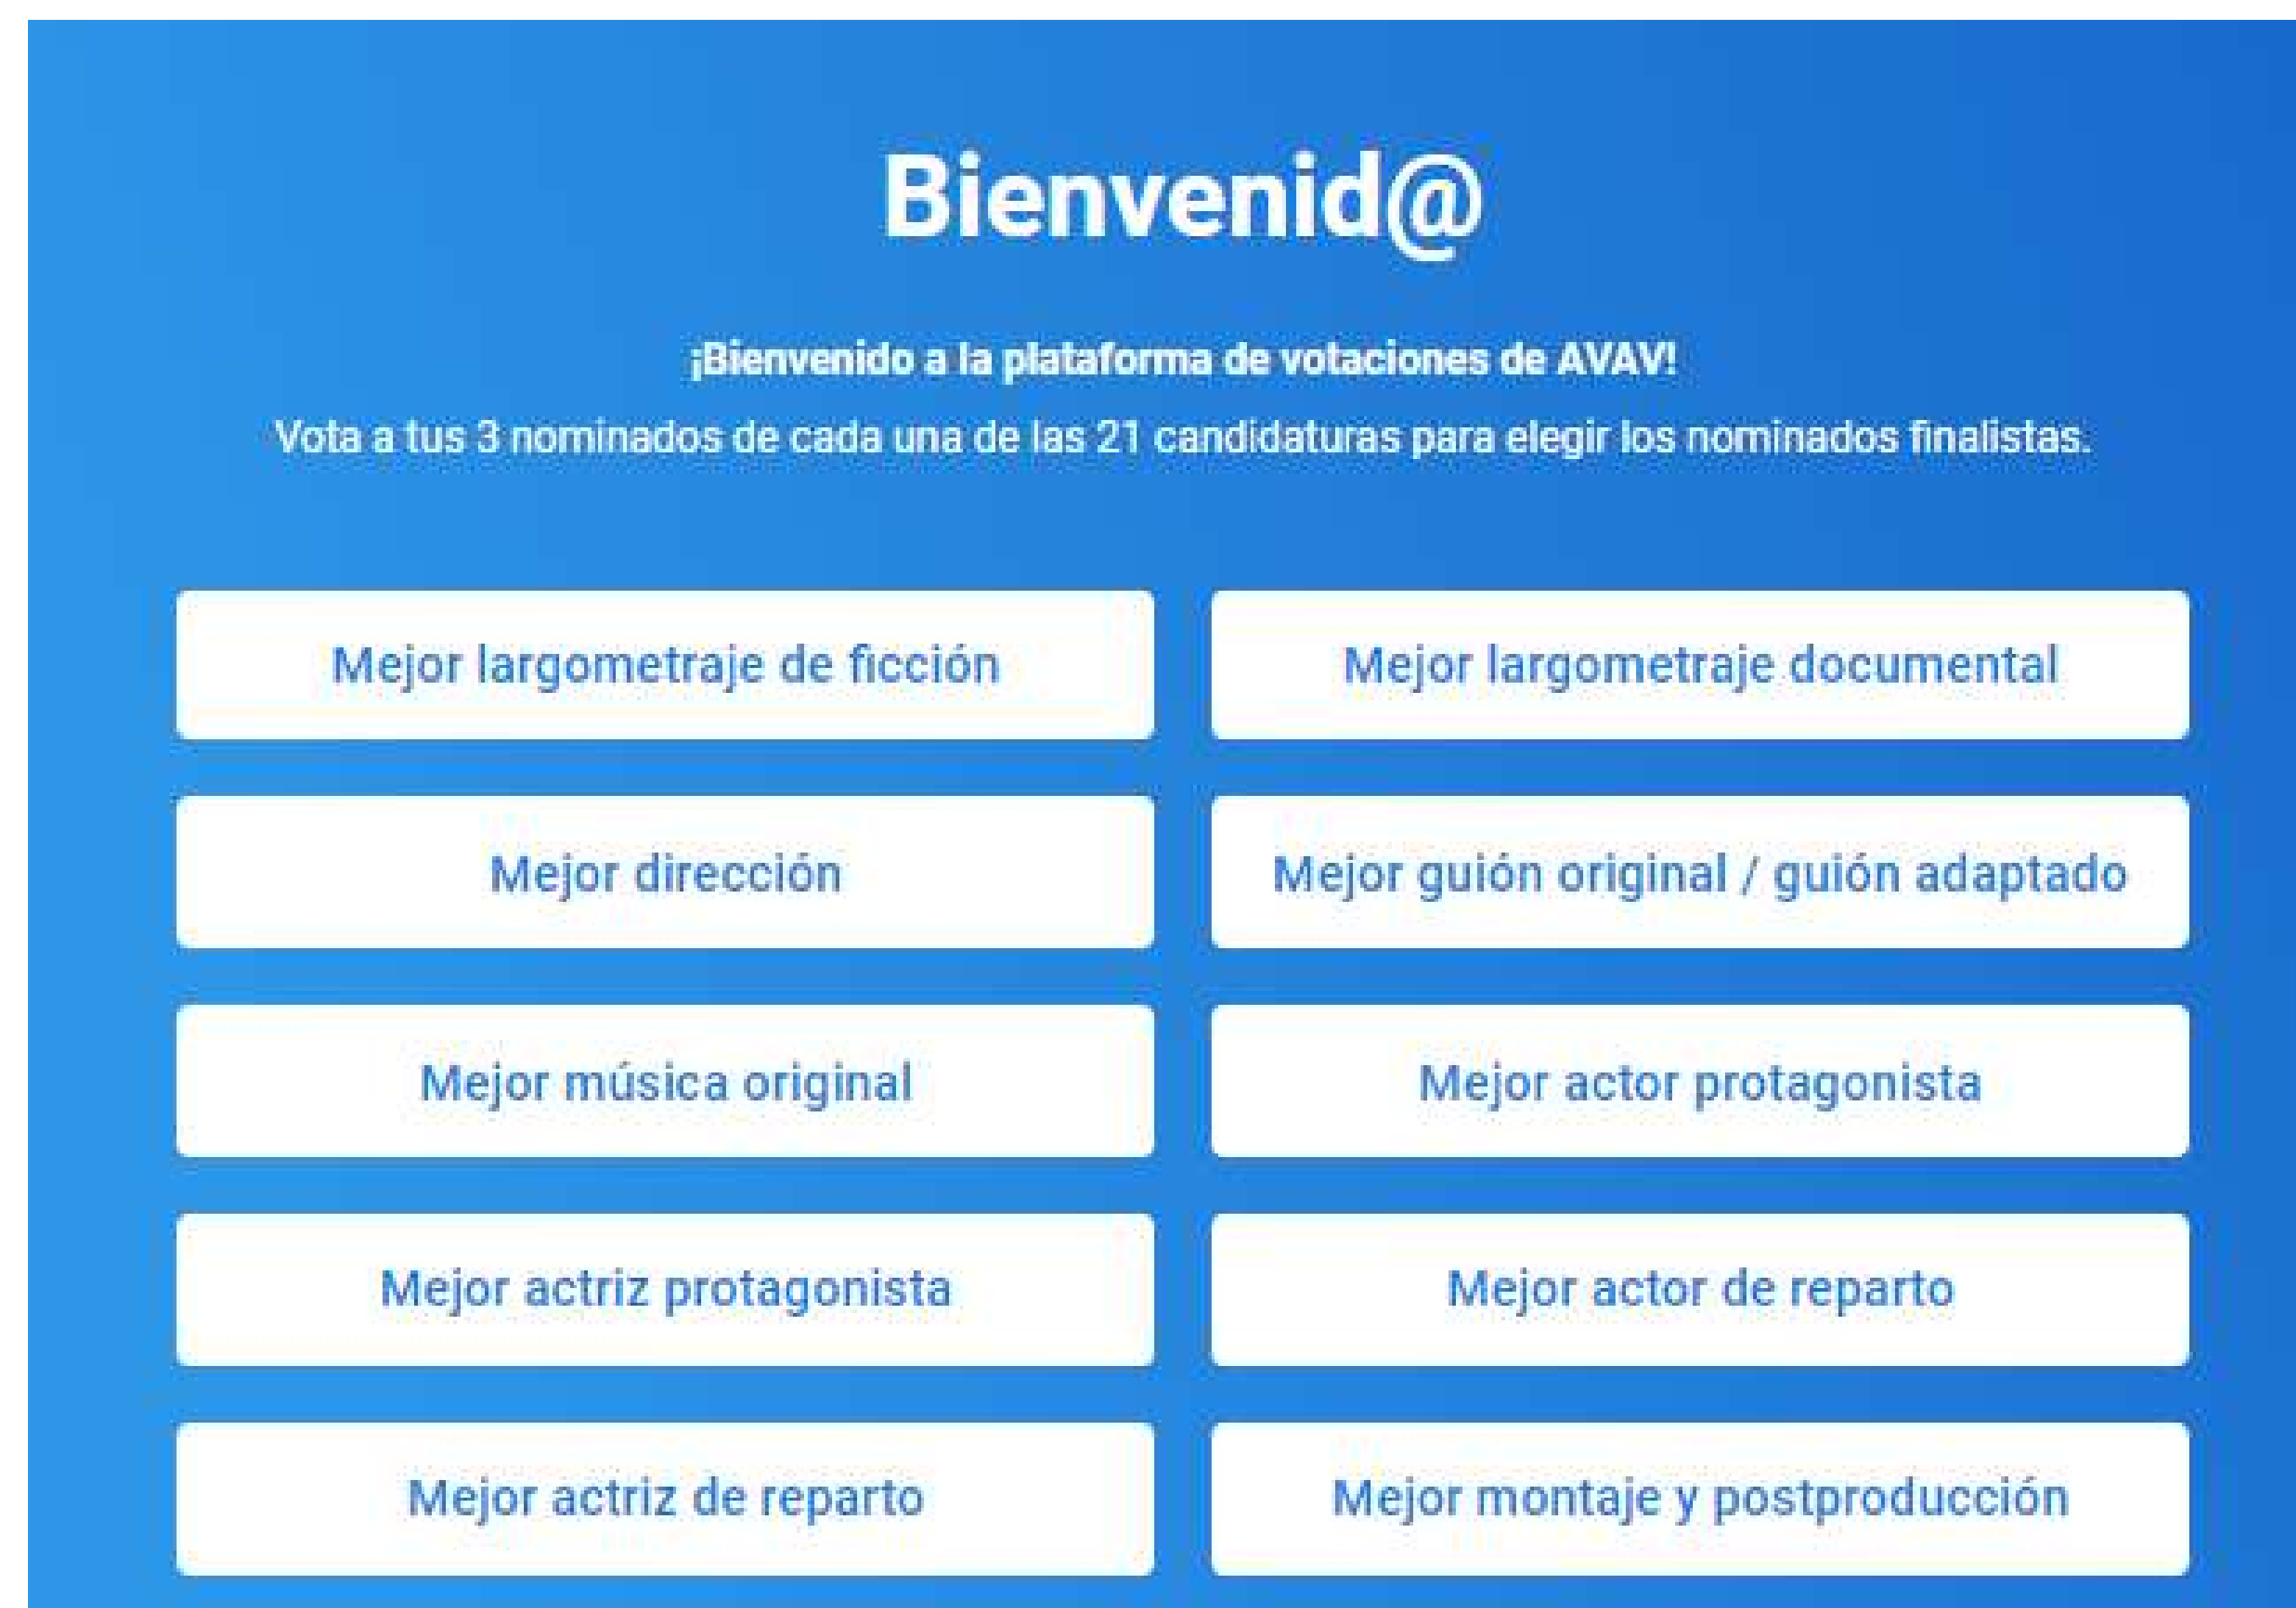 Bienvenid@
¡Bienvenido a la plataforma de votaciones de AVAV!
Vota a tus 3 nominados de cada una de las 21 candidaturas para elegir los nominados finalistas.
Mejor largometraje de ficción
Mejor largometraje documental
Mejor dirección
Mejor guión original / guión adaptado
Mejor música original
Mejor actor protagonista
Mejor actriz protagonista
Mejor actor de reparto
Mejor actriz de reparto
Mejor montaje y postproducción